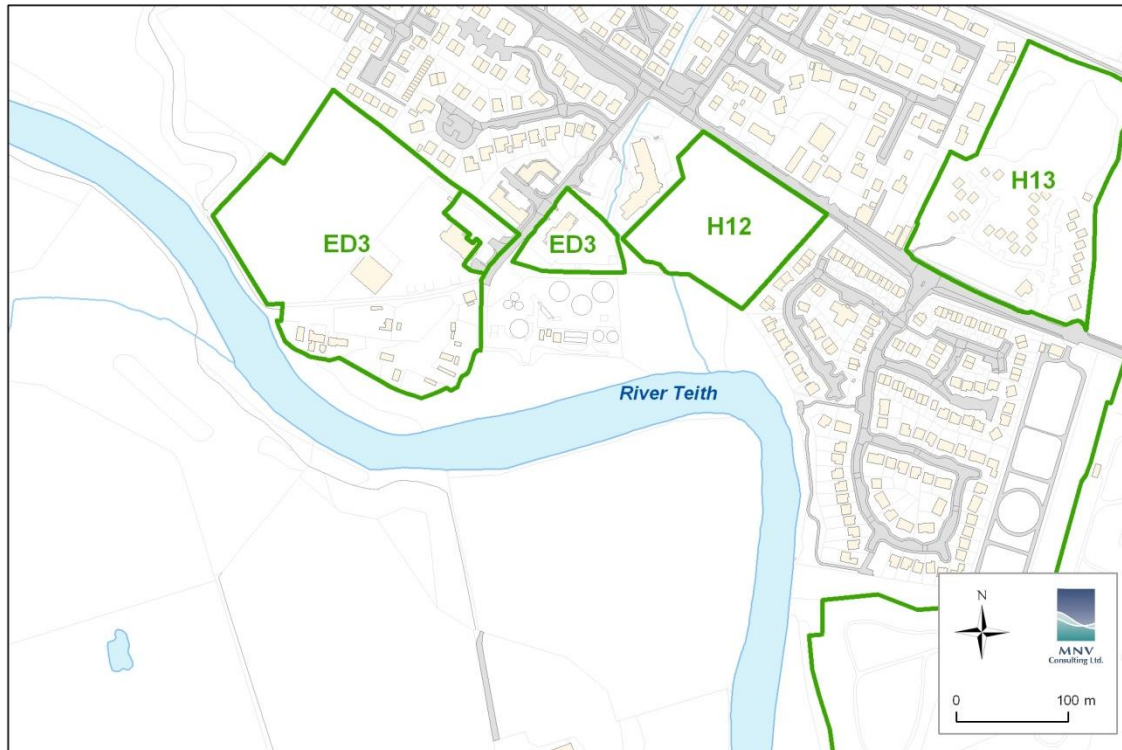 H13
H12
ED3
ED3
River Teith
N
MNV
Consulting Ltd.
0 100 m